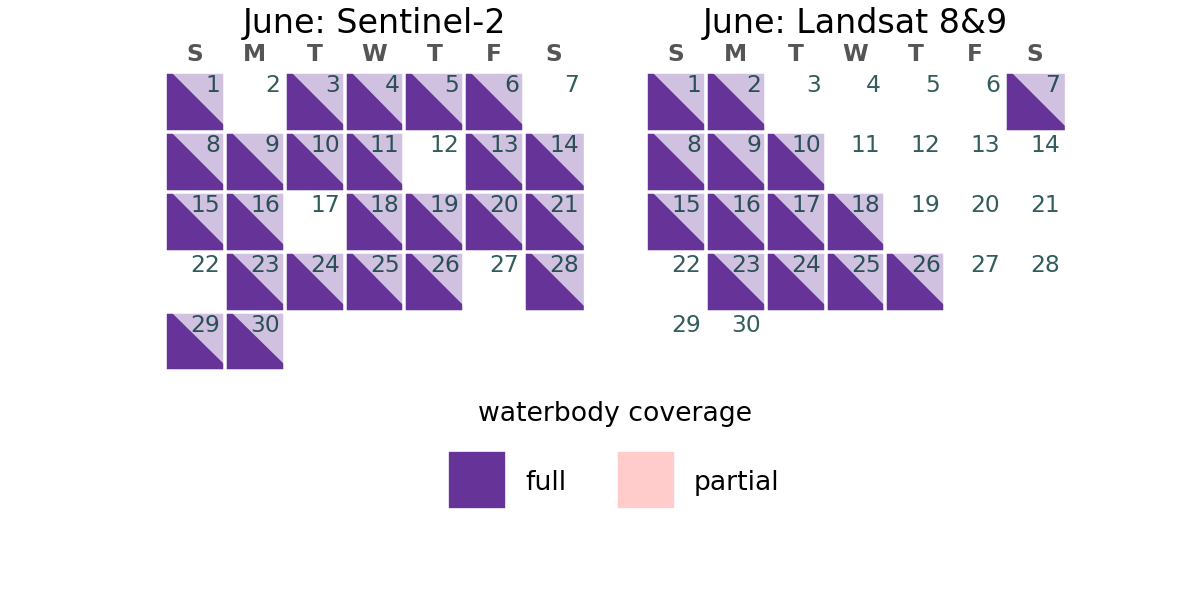 June: Sentinel-2
S M T W T F S
1 2 3 4 5 6 7
8 9 10 11 12 13 14
15 16 17 18 19 20 21
22 23 24 25 26 27 28
29 30
June: Landsat 8&9
S M T W T F S
1 2 3 4 5 6 7
8 9 10 11 12 13 14
15 16 17 18 19 20 21
22 23 24 25 26 27 28
29 30
waterbody coverage
full
partial